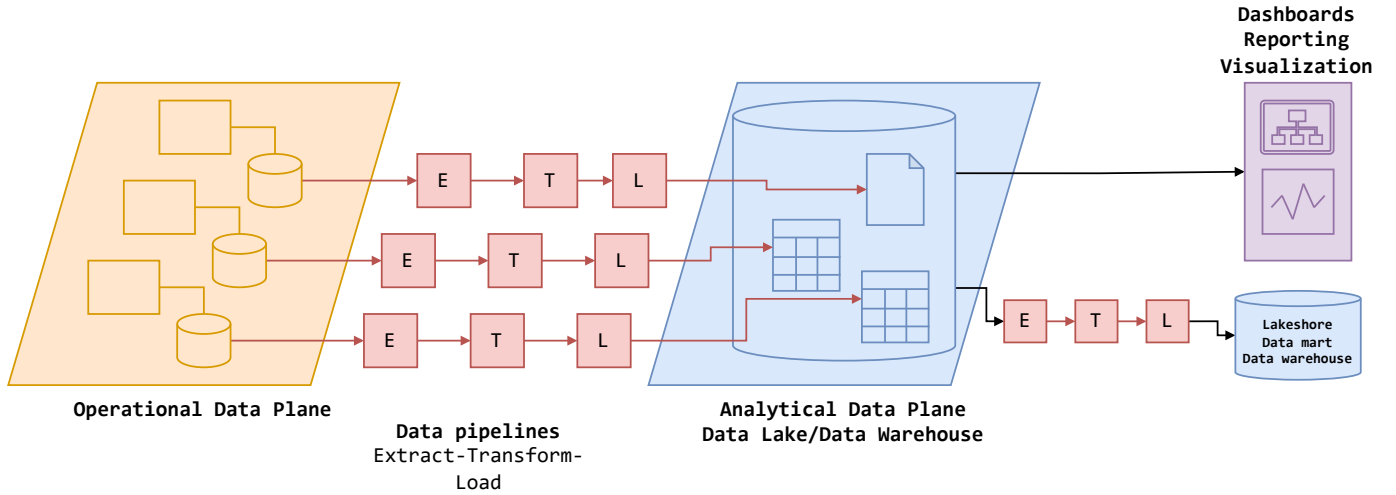 Dashboards
Reporting
Visualization
E T L
E T L
E T L
E T L
Lakeshore
Data mart
Data warehouse
Operational Data Plane
Data pipelines
Extract-Transform-
Load
Analytical Data Plane
Data Lake/Data Warehouse